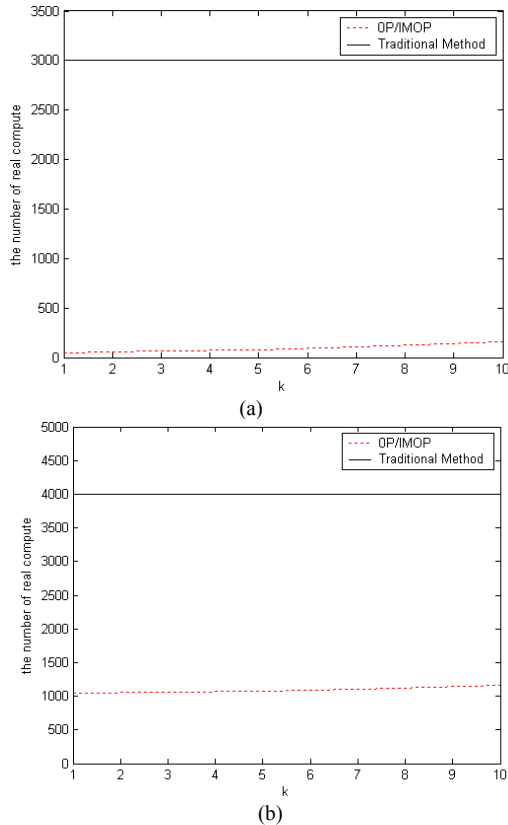 3500
3000
2500
2000
1500
1000
500
0
the number of real compute
0P/IMOP
Traditional Method
1 2 3 4 5 6 7 8 9 10
k
(a)
5000
4500
4000
3500
3000
2500
2000
1500
1000
500
0
the number of real compute
0P/IMOP
Traditional Method
1 2 3 4 5 6 7 8 9 10
k
(b)